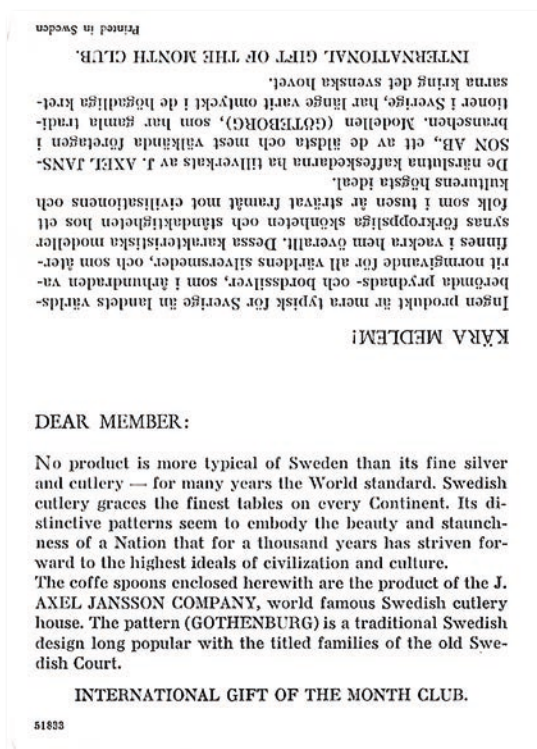 KÄRA MEDLEM!
Ingen produkt är mera typisk för Sverige än landets världs-
berömda prydnads- och bordssilver, som i århundraden va-
rit normgivande för all världens silversmeder, och som åter-
finnes i vackra hem överallt. Dessa karakteristiska modeller
synas förkroppsliga skönheten och ståndaktigheten hos ett
folk som i tusen år strävat framåt mot civilisationens och
kulturens högsta ideal.
De närslutna kaffeskedarna ha tillverkats av J. AXEL JANS-
SON AB., ett av de äldsta och mest välkända företagen i
branschen. Modellen (GÖTEBORG), som har gamla tradi-
tioner i Sverige, har länge varit omtyckt i de högadliga kret-
sarna kring det svenska hovet.
INTERNATIONAL GIFT OF THE MONTH CLUB.
Printed in Sweden
DEAR MEMBER:
No product is more typical of Sweden than its fine silver
and cutlery — for many years the World standard. Swedish
cutlery graces the finest tables on every Continent. Its di-
stinctive patterns seem to embody the beauty and staunch-
ness of a Nation that for a thousand years has striven for-
ward to the highest ideals of civilization and culture.
The coffe spoons enclosed herewith are the product of the J.
AXEL JANSSON COMPANY, world famous Swedish cutlery
house. The pattern (GOTHENBURG) is a traditional Swedish
design long popular with the titled families of the old Swe-
dish Court.
INTERNATIONAL GIFT OF THE MONTH CLUB.
51833